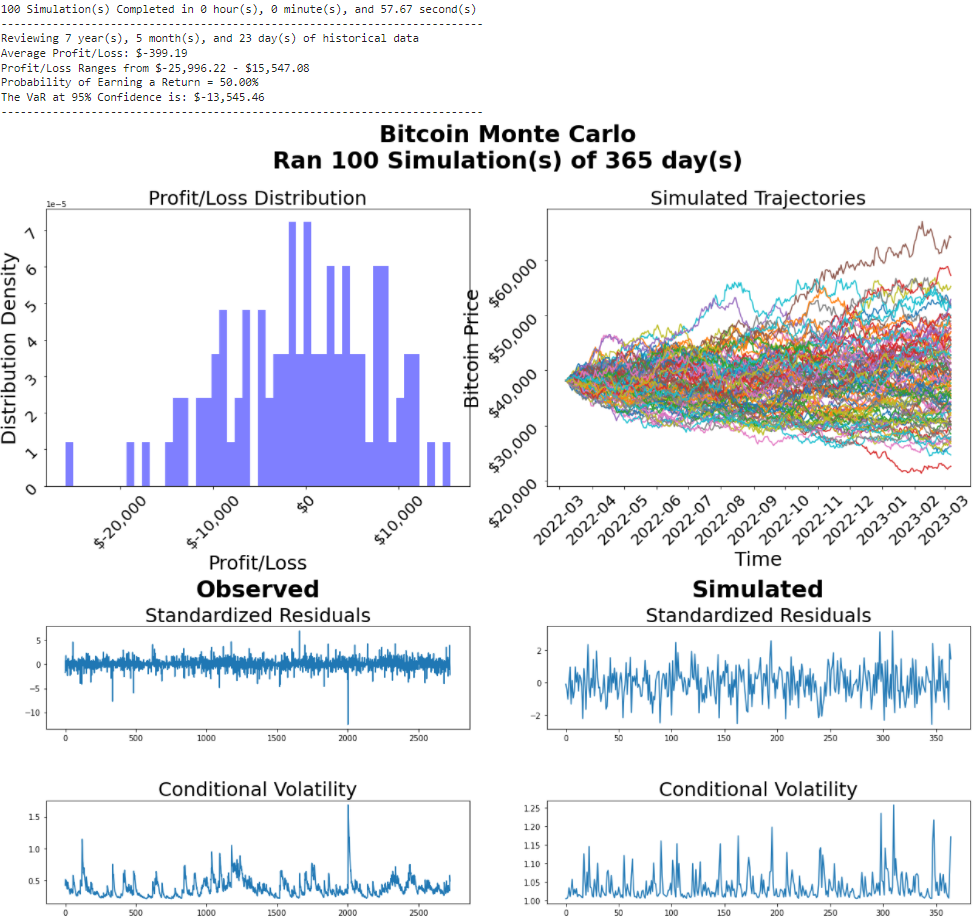 100 Simulation(s) Completed in 0 hour(s), 0 minute(s), and 57.67 second(s)
--------------------------------------------------------------------------
Reviewing 7 year(s), 5 month(s), and 23 day(s) of historical data
Average Profit/Loss: $-399.19
Profit/Loss Ranges from $-25,996.22 - $15,547.08
Probability of Earning a Return = 50.00%
The VaR at 95% Confidence is: $-13,545.46
--------------------------------------------------------------------------
Bitcoin Monte Carlo
Ran 100 Simulation(s) of 365 day(s)
Profit/Loss Distribution
1e−5
Distribution Density
7
6
5
4
3
2
1
0
$-20,000
$-10,000
$0
$10,000
Profit/Loss
Simulated Trajectories
Bitcoin Price
$60,000
$50,000
$40,000
$30,000
$20,000
2022-03
2022-04
2022-05
2022-06
2022-07
2022-08
2022-09
2022-10
2022-11
2022-12
2023-01
2023-02
2023-03
Time
Observed
Standardized Residuals
5
0
−5
−10
0 500 1000 1500 2000 2500
Simulated
Standardized Residuals
2
0
−2
0 50 100 150 200 250 300 350
Conditional Volatility
1.5
1.0
0.5
0 500 1000 1500 2000 2500
Conditional Volatility
1.25
1.20
1.15
1.10
1.05
1.00
0 50 100 150 200 250 300 350